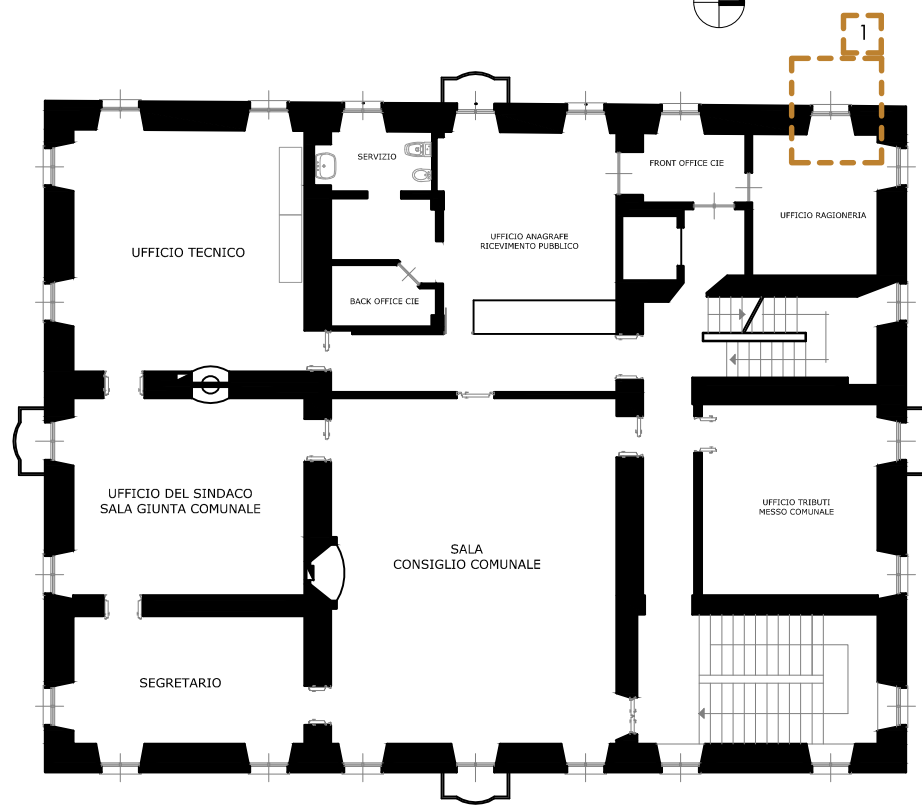 1
SERVIZIO
FRONT OFFICE CIE
UFFICIO RAGIONERIA
UFFICIO ANAGRAFE
RICEVIMENTO PUBBLICO
UFFICIO TECNICO
BACK OFFICE CIE
UFFICIO DEL SINDACO
SALA GIUNTA COMUNALE
UFFICIO TRIBUTI
MESSO COMUNALE
SALA
CONSIGLIO COMUNALE
SEGRETARIO